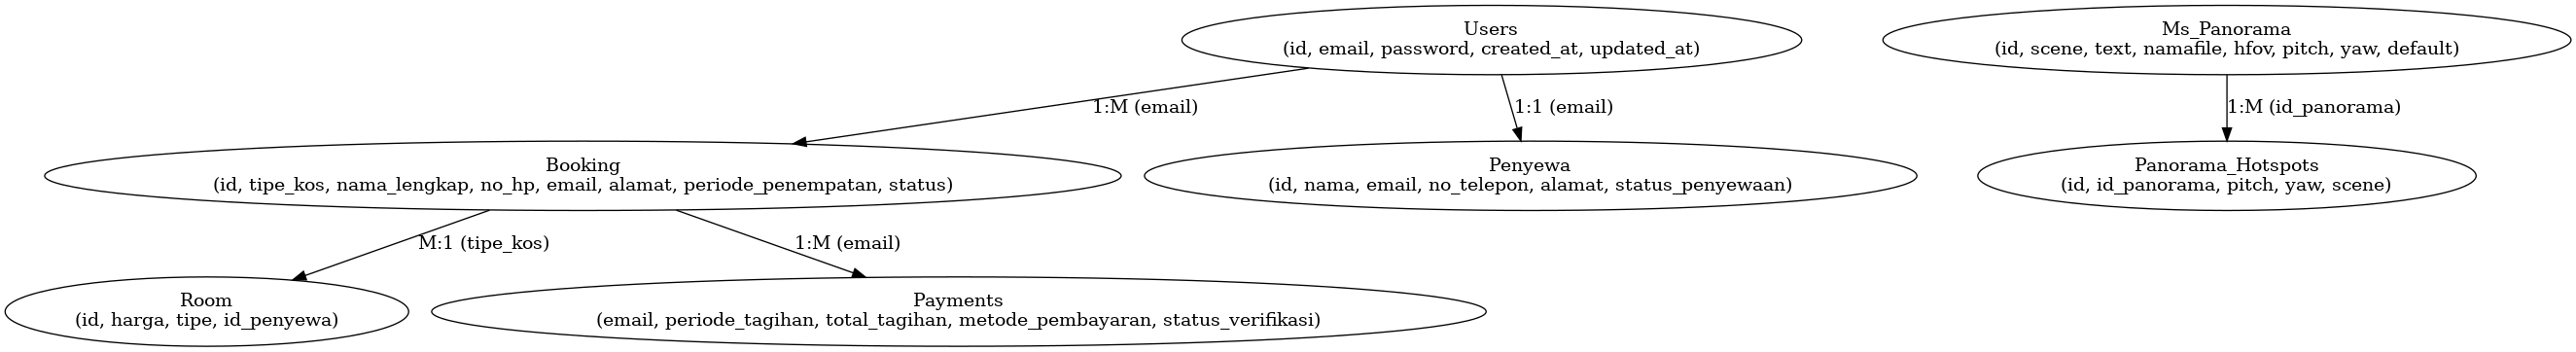 Users
(id, email, password, created_at, updated_at)
Ms_Panorama
(id, scene, text, namafile, hfov, pitch, yaw, default)
1:M (email)
1:1 (email)
1:M (id_panorama)
Booking
(id, tipe_kos, nama_lengkap, no_hp, email, alamat, periode_penempatan, status)
Penyewa
(id, nama, email, no_telepon, alamat, status_penyewaan)
Panorama_Hotspots
(id, id_panorama, pitch, yaw, scene)
M:1 (tipe_kos)
1:M (email)
Room
(id, harga, tipe, id_penyewa)
Payments
(email, periode_tagihan, total_tagihan, metode_pembayaran, status_verifikasi)